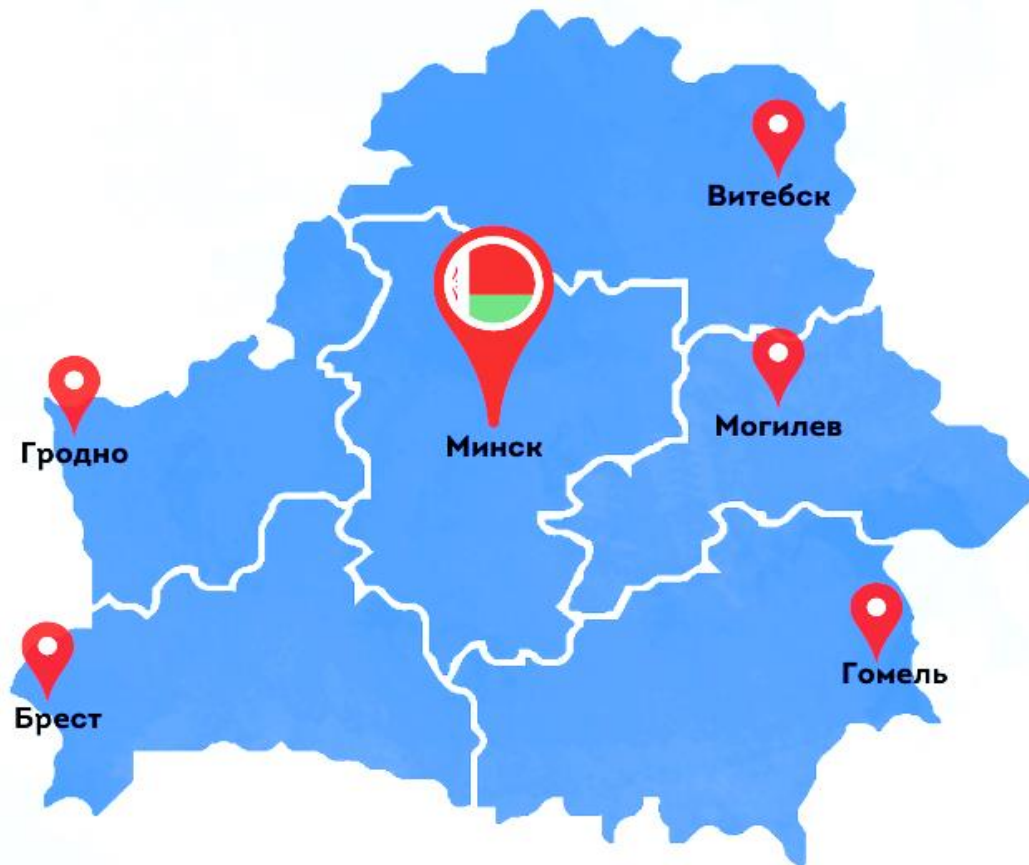 Витебск
Могилев
Минск
Гродно
Гомель
Брест